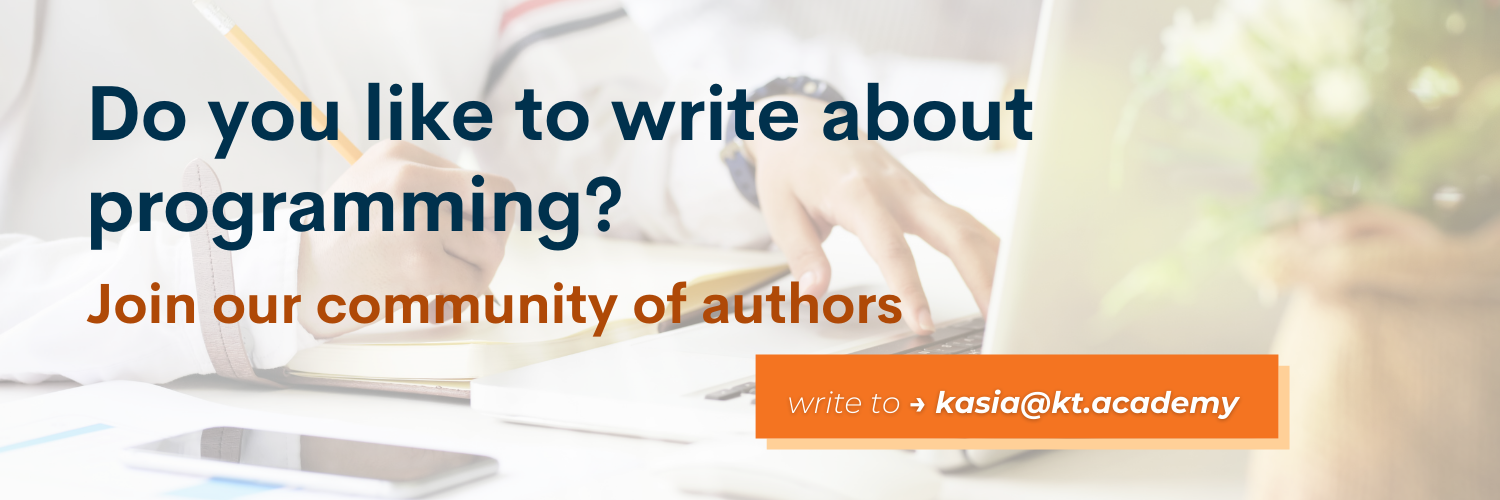 Do you like to write about
programming?
Join our community of authors
write to → kasia@kt.academy